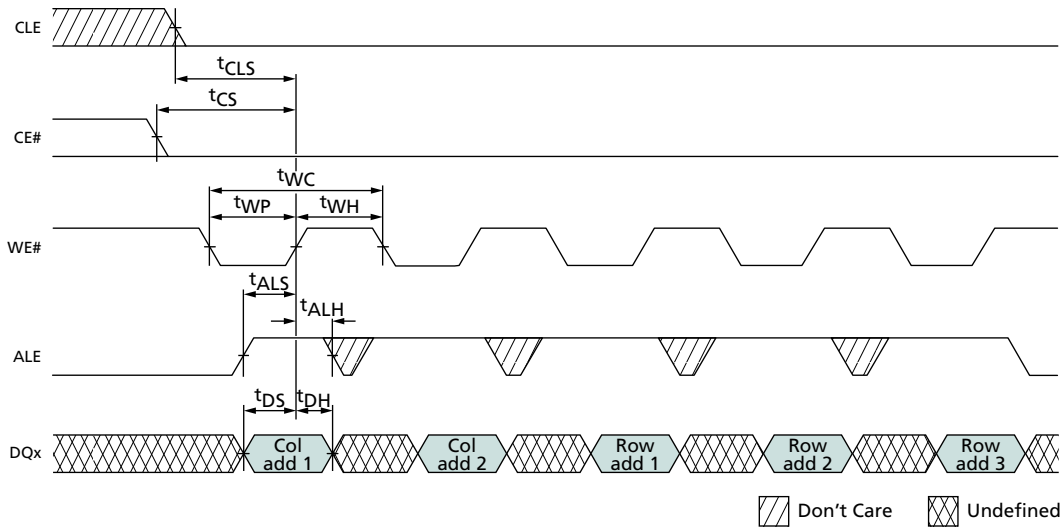 CLE
tCLS
tCS
CE#
tWC
tWP tWH
WE#
tALS
tALH
ALE
tDS tDH
DQx
Col add 1
Col add 2
Row add 1
Row add 2
Row add 3
Don't Care
Undefined